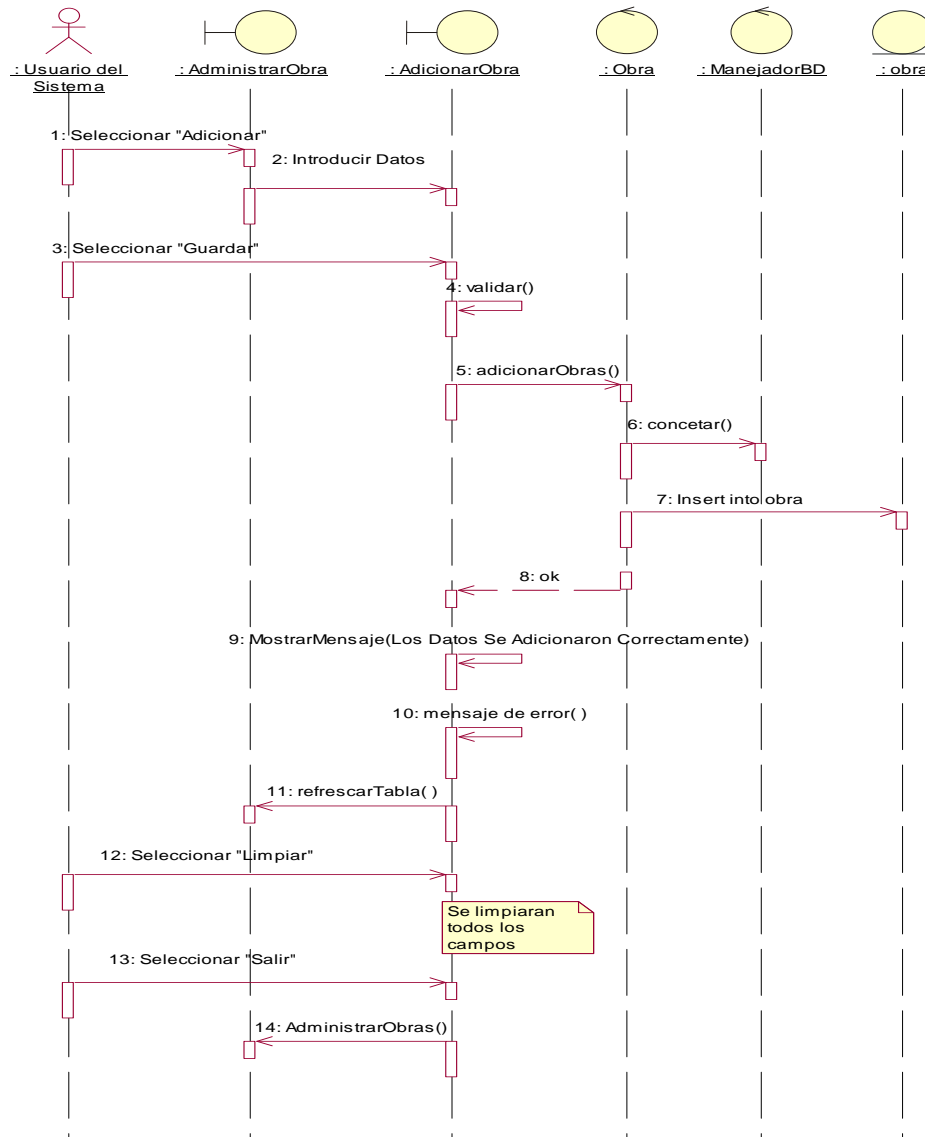 : Usuario del
Sistema
: AdministrarObra
: AdicionarObra
: Obra
: ManejadorBD
: obra
1: Seleccionar "Adicionar"
2: Introducir Datos
3: Seleccionar "Guardar"
4: validar()
5: adicionarObras()
6: concetar()
7: Insert into obra
8: ok
9: MostrarMensaje(Los Datos Se Adicionaron Correctamente)
10: mensaje de error( )
11: refrescarTabla( )
12: Seleccionar "Limpiar"
Se limpiaran
todos los
campos
13: Seleccionar "Salir"
14: AdministrarObras()